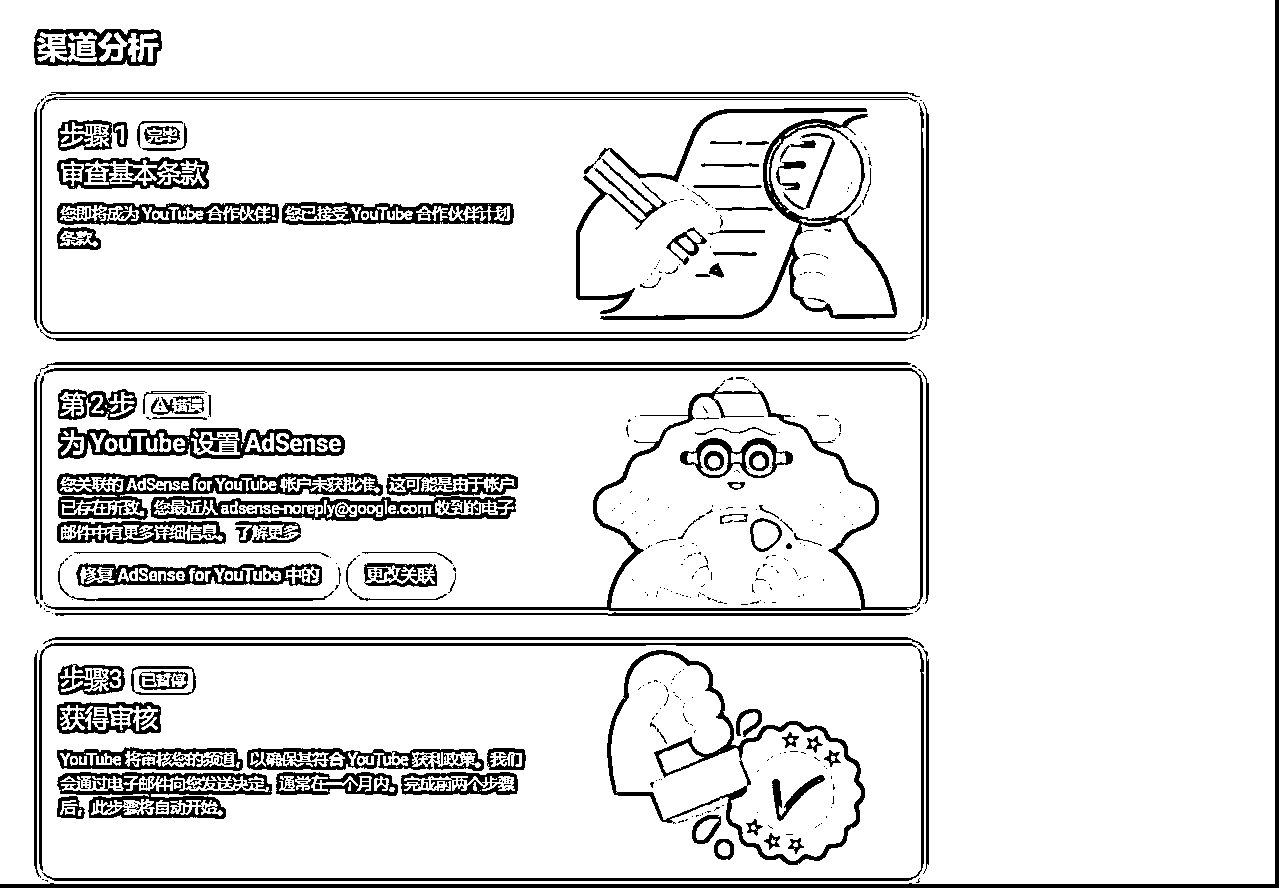 渠道分析
步骤1 完毕
审查基本条款
您即将成为 YouTube 合作伙伴！您已接受 YouTube 合作伙伴计划
条款。
第2步 错误
为 YouTube 设置 AdSense
您关联的 AdSense for YouTube 帐户未获批准。这可能是由于帐户
已存在所致。您最近从 adsense-noreply@google.com 收到的电子
邮件中有更多详细信息。了解更多
修复 AdSense for YouTube 中的 更改关联
步骤3 已暂停
获得审核
YouTube 将审核您的频道，以确保其符合 YouTube 获利政策。我们
会通过电子邮件向您发送决定，通常在一个月内。完成前两个步骤
后，此步骤将自动开始。